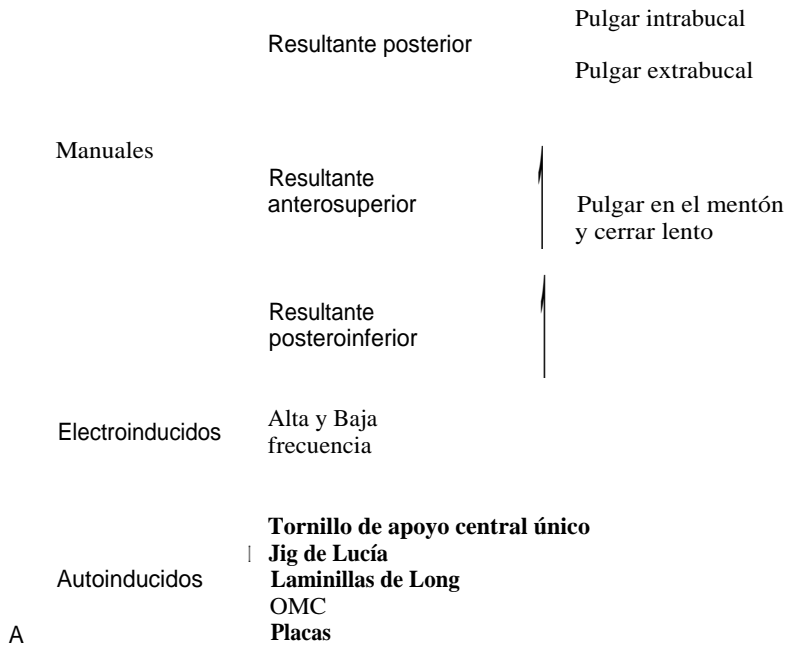 Pulgar intrabucal
Resultante posterior
Pulgar extrabucal
Manuales
Resultante
anterosuperior
Pulgar en el mentón
y cerrar lento
Resultante
posteroinferior
Electroinducidos
Alta y Baja
frecuencia
Autoinducidos
Tornillo de apoyo central único
Jig de Lucía
Laminillas de Long
OMC
Placas
A